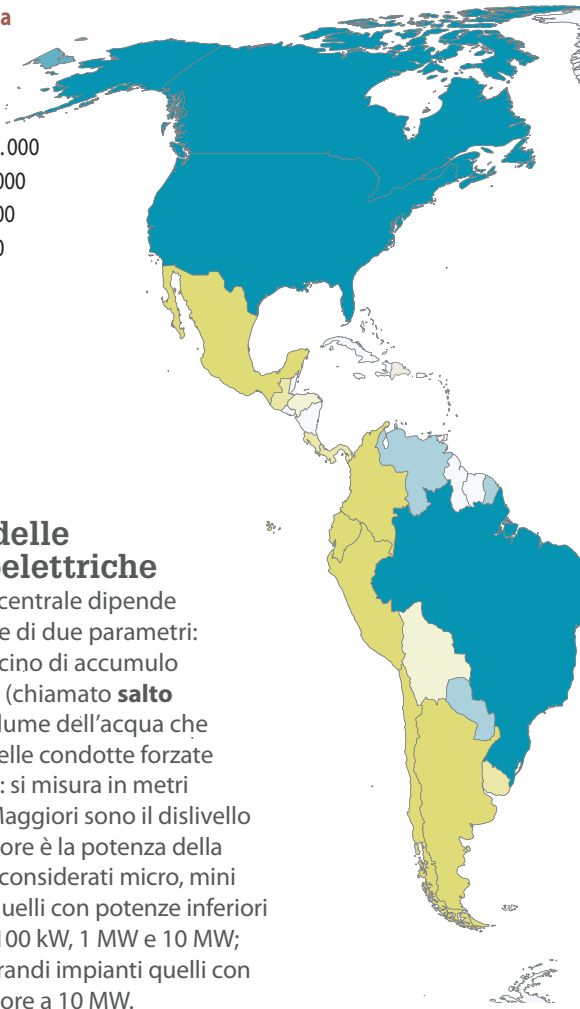 a
.000
000
00
0
delle
elettriche
centrale dipende
e di due parametri:
cino di accumulo
(chiamato salto
lume dell'acqua che
elle condotte forzate
: si misura in metri
Maggiori sono il dislivello
ore è la potenza della
considerati micro, mini
uelli con potenze inferiori
100 kW, 1 MW e 10 MW;
randi impianti quelli con
ore a 10 MW.